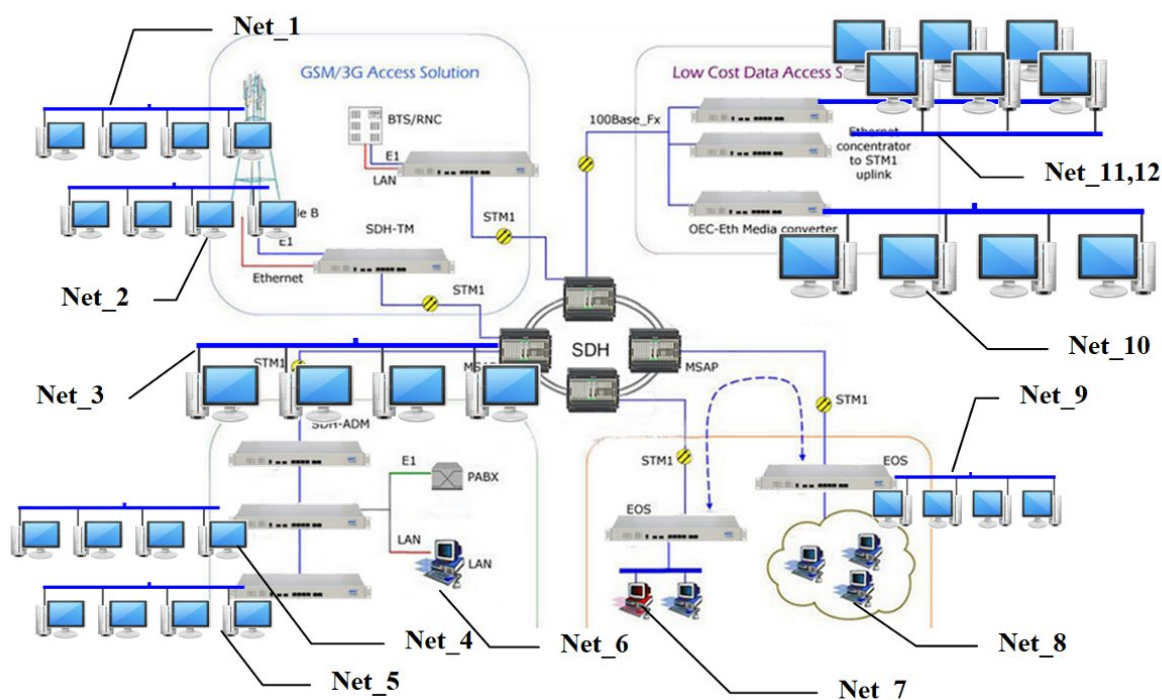 Net_1
GSM/3G Access Solution
Low Cost Data Access S
BTS/RNC
100Base_Fx
E1
LAN
Ethernet
concentrator
to STM1
uplink
Net_11,12
STM1
SDH-TM
OEC-Eth Media converter
E1
Ethernet
STM1
Net_2
SDH
Net_10
STM1
MSAP
Net_3
STM1
Net_9
SDH-ADM
E1
PABX
STM1
EOS
EOS
LAN
LAN
Net_4
Net_6
Net_8
Net_5
Net_7